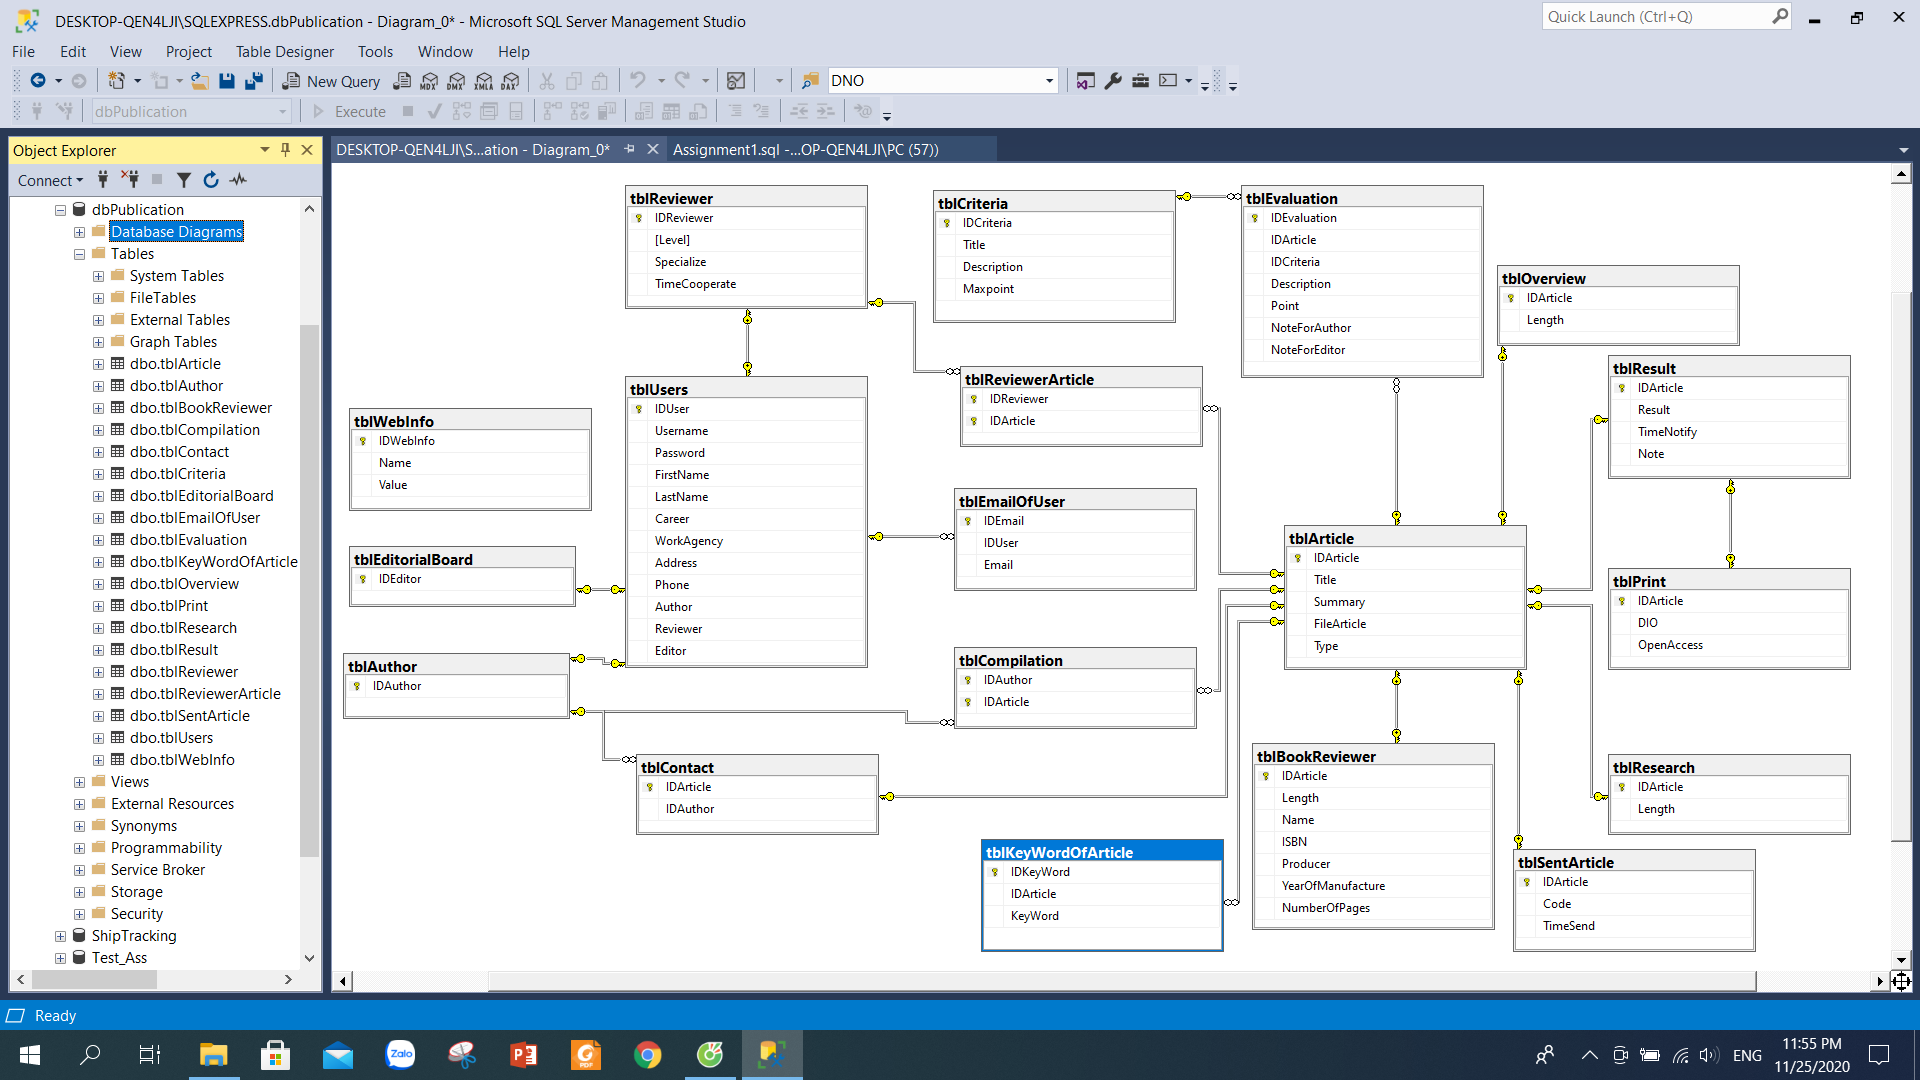 DESKTOP-QEN4LJI\SQLEXPRESS.dbPublication - Diagram_0* - Microsoft SQL Server Management Studio
Quick Launch (Ctrl+Q)
File Edit View Project Table Designer Tools Window Help
New Query
MDX DMX XMLA DAX
DNO
dbPublication
Execute
Object Explorer
DESKTOP-QEN4LJI\S...ation - Diagram_0*
Assignment1.sql -...OP-QEN4LJI\PC (57))
Connect
dbPublication
Database Diagrams
Tables
System Tables
FileTables
External Tables
Graph Tables
dbo.tblArticle
dbo.tblAuthor
dbo.tblBookReviewer
dbo.tblCompilation
dbo.tblContact
dbo.tblCriteria
dbo.tblEditorialBoard
dbo.tblEmailOfUser
dbo.tblEvaluation
dbo.tblKeyWordOfArticle
dbo.tblOverview
dbo.tblPrint
dbo.tblResearch
dbo.tblResult
dbo.tblReviewer
dbo.tblReviewerArticle
dbo.tblSentArticle
dbo.tblUsers
dbo.tblWebInfo
Views
External Resources
Synonyms
Programmability
Service Broker
Storage
Security
ShipTracking
Test_Ass
tblReviewer
IDReviewer
[Level]
Specialize
TimeCooperate
tblCriteria
IDCriteria
Title
Description
Maxpoint
tblEvaluation
IDEvaluation
IDArticle
IDCriteria
Description
Point
NoteForAuthor
NoteForEditor
tblOverview
IDArticle
Length
tblResult
IDArticle
Result
TimeNotify
Note
tblReviewerArticle
IDReviewer
IDArticle
tblUsers
IDUser
Username
Password
FirstName
LastName
Career
WorkAgency
Address
Phone
Author
Reviewer
Editor
tblWebInfo
IDWebInfo
Name
Value
tblEmailOfUser
IDEmail
IDUser
Email
tblEditorialBoard
IDEditor
tblArticle
IDArticle
Title
Summary
FileArticle
Type
tblPrint
IDArticle
DIO
OpenAccess
tblAuthor
IDAuthor
tblCompilation
IDAuthor
IDArticle
tblContact
IDArticle
IDAuthor
tblBookReviewer
IDArticle
Length
Name
ISBN
Producer
YearOfManufacture
NumberOfPages
tblResearch
IDArticle
Length
tblKeyWordOfArticle
IDKeyWord
IDArticle
KeyWord
tblSentArticle
IDArticle
Code
TimeSend
Ready
Zalo
PDF
ENG
11:55 PM
11/25/2020